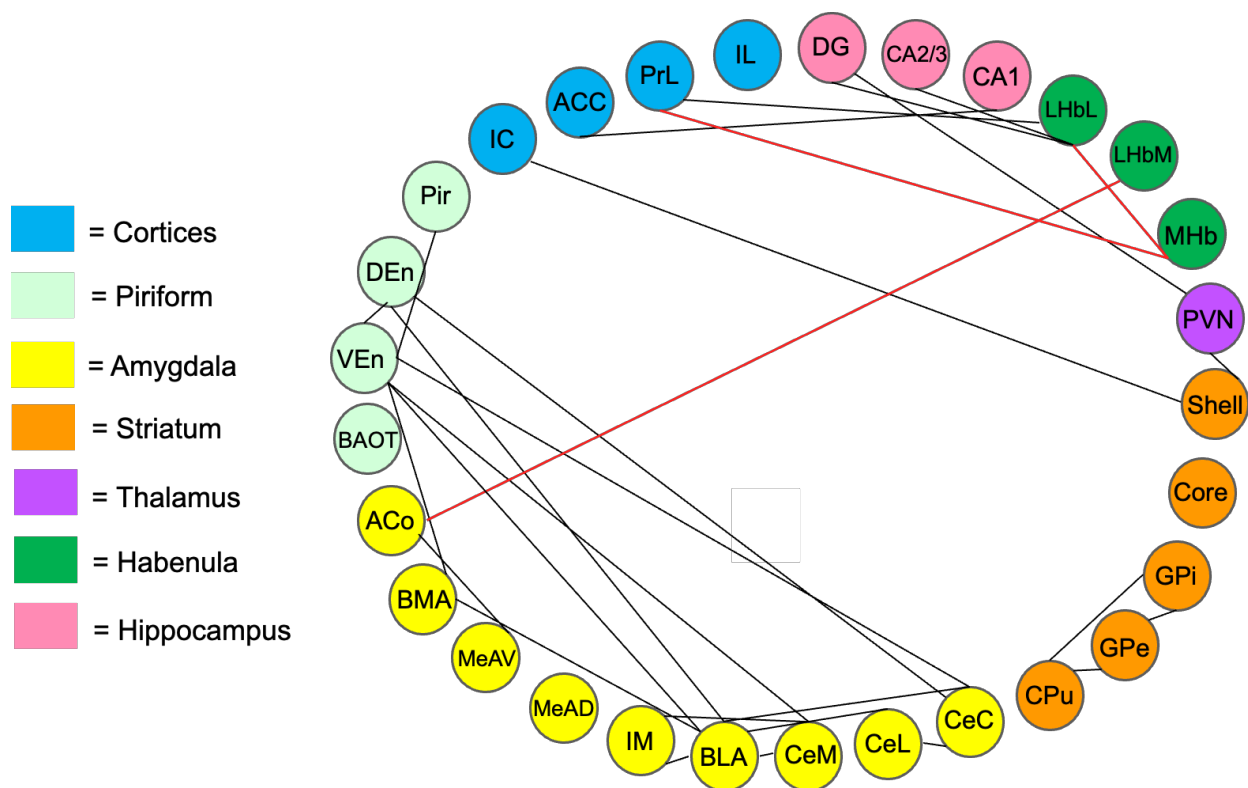 IL
DG
CA2/3
PrL
CA1
ACC
LHbL
IC
LHbM
Pir
MHb
DEn
PVN
VEn
Shell
BAOT
Core
ACo
GPi
BMA
GPe
MeAV
CPu
MeAD
IM
BLA
CeM
CeL
CeC
= Cortices
= Piriform
= Amygdala
= Striatum
= Thalamus
= Habenula
= Hippocampus